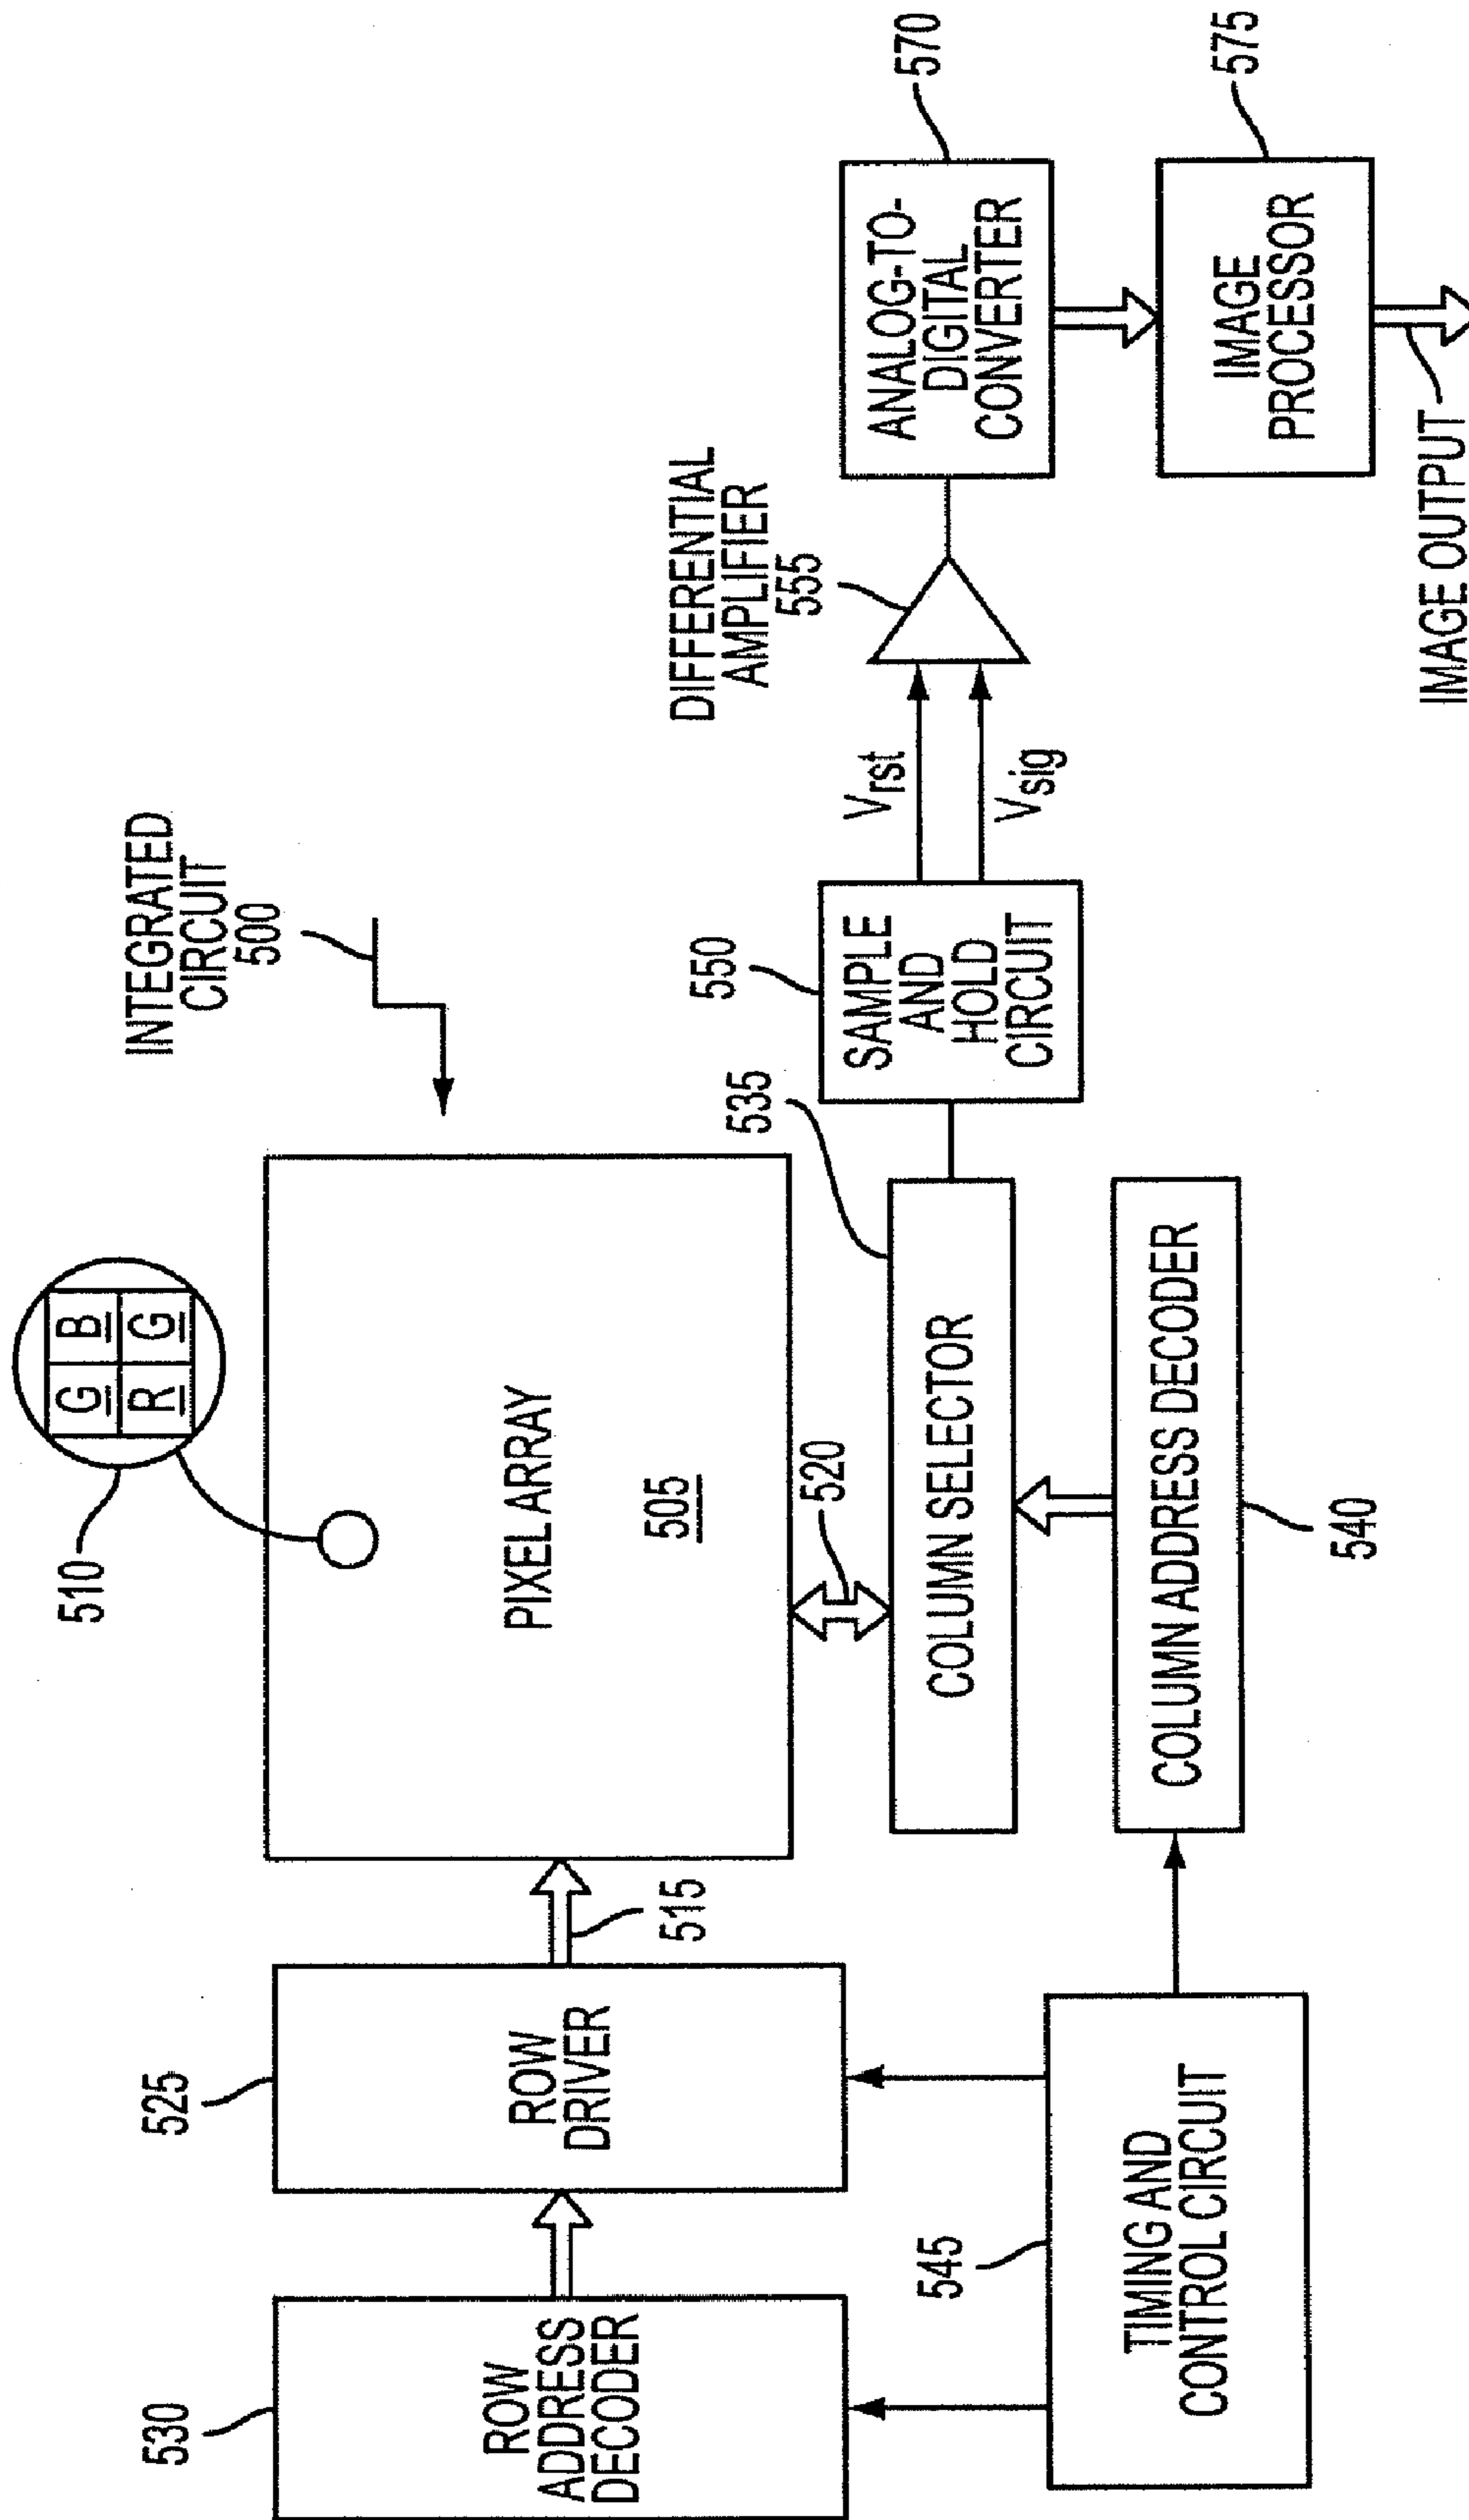 INTEGRATED
CIRCUIT
500
510
G B
R G
530
ROW
ADDRESS
DECODER
525
ROW
DRIVER
515
PIXEL ARRAY
505
520
535
COLUMN SELECTOR
COLUMN ADDRESS DECODER
540
545
TIMING AND
CONTROL CIRCUIT
550
SAMPLE
AND
HOLD
CIRCUIT
Vrst
Vsig
DIFFERENTIAL
AMPLIFIER
555
570
ANALOG-TO-
DIGITAL
CONVERTER
575
IMAGE
PROCESSOR
IMAGE OUTPUT